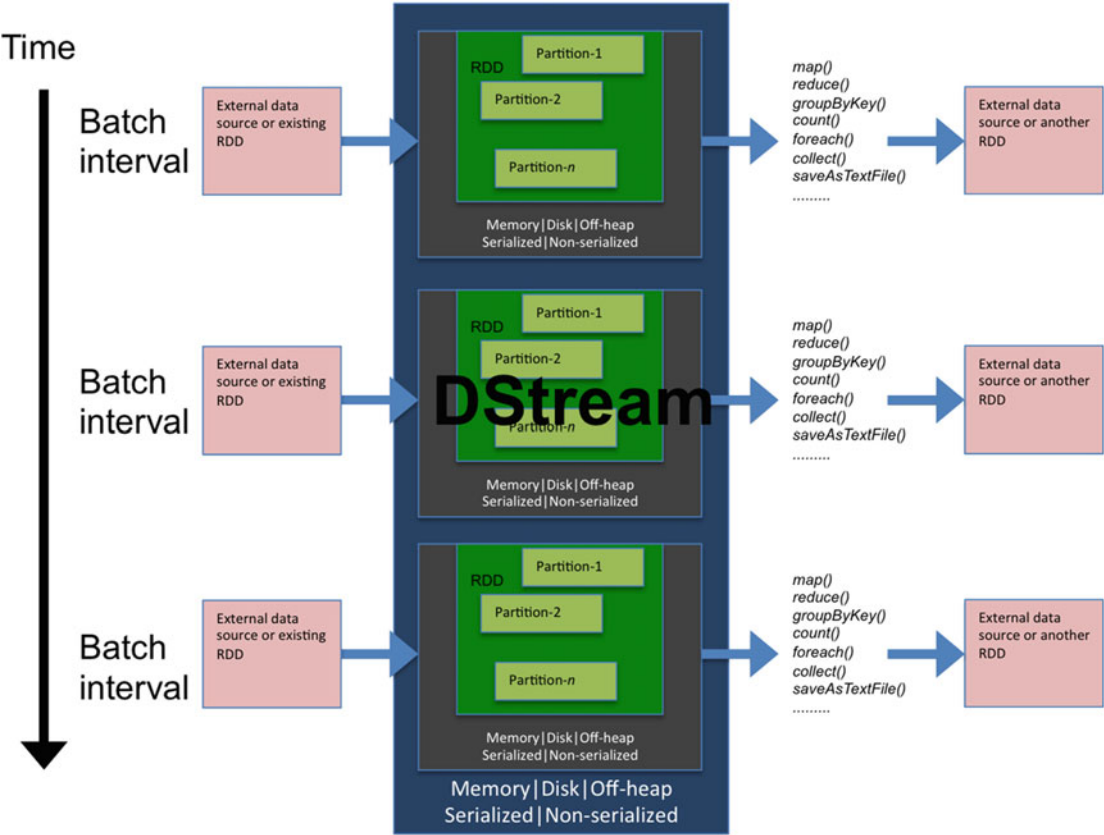 Time
Batch
interval
External data
source or existing
RDD
RDD
Partition-1
Partition-2
Partition-n
Memory|Disk|Off-heap
Serialized|Non-serialized
map()
reduce()
groupByKey()
count()
foreach()
collect()
saveAsTextFile()
.........
External data
source or another
RDD
Batch
interval
External data
source or existing
RDD
RDD
Partition-1
Partition-2
DStream
Partition-n
Memory|Disk|Off-heap
Serialized|Non-serialized
map()
reduce()
groupByKey()
count()
foreach()
collect()
saveAsTextFile()
.........
External data
source or another
RDD
Batch
interval
External data
source or existing
RDD
RDD
Partition-1
Partition-2
Partition-n
Memory|Disk|Off-heap
Serialized|Non-serialized
map()
reduce()
groupByKey()
count()
foreach()
collect()
saveAsTextFile()
.........
External data
source or another
RDD
Memory|Disk|Off-heap
Serialized|Non-serialized